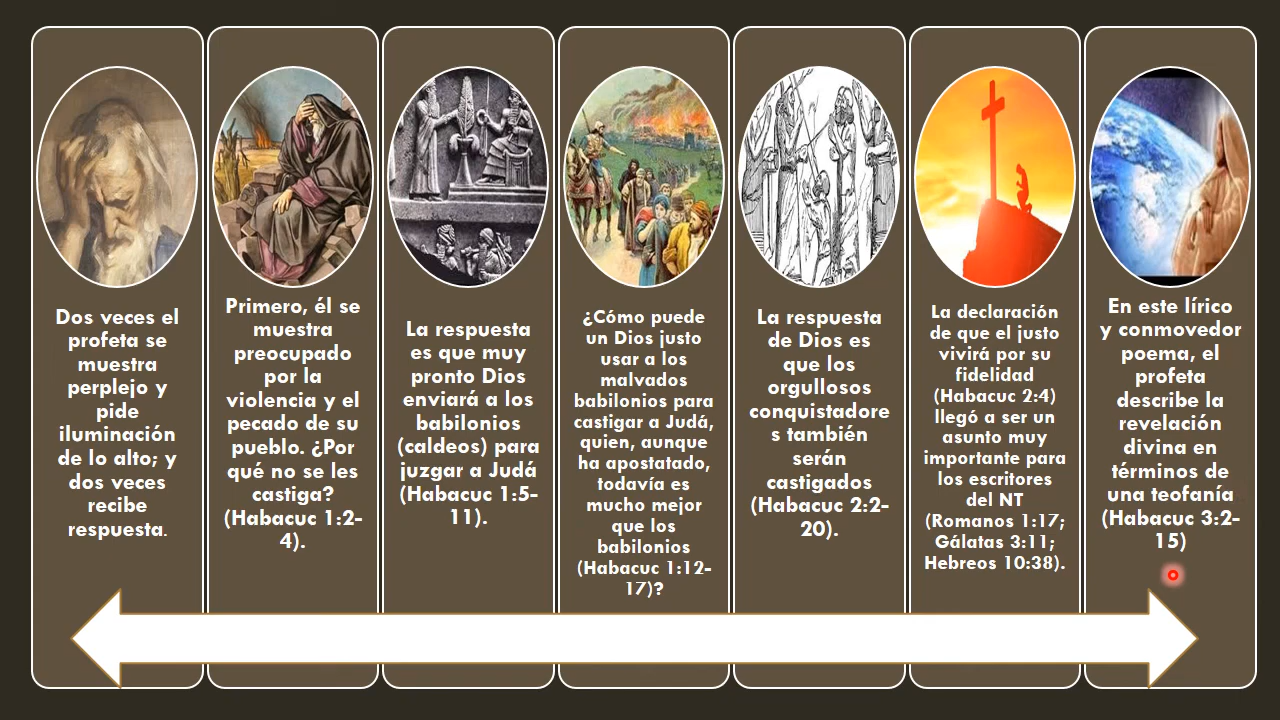 Dos veces el
profeta se
muestra
perplejo y
pide
iluminación
de lo alto; y
dos veces
recibe
respuesta.
Primero, él se
muestra
preocupado
por la
violencia y el
pecado de su
pueblo. ¿Por
qué no se les
castiga?
(Habacuc 1:2-
4).
La respuesta
es que muy
pronto Dios
enviará a los
babilonios
(caldeos) para
juzgar a Judá
(Habacuc 1:5-
11).
¿Cómo puede
un Dios justo
usar a los
malvados
babilonios para
castigar a Judá,
quien, aunque
ha apostatado,
todavía es
mucho mejor
que los
babilonios
(Habacuc 1:12-
17)?
La respuesta
de Dios es
que los
orgullosos
conquistadore
s también
serán
castigados
(Habacuc 2:2-
20).
La declaración
de que el justo
vivirá por su
fidelidad
(Habacuc 2:4)
llegó a ser un
asunto muy
importante para
los escritores
del NT
(Romanos 1:17;
Gálatas 3:11;
Hebreos 10:38).
En este lírico
y conmovedor
poema, el
profeta
describe la
revelación
divina en
términos de
una teofanía
(Habacuc 3:2-
15)